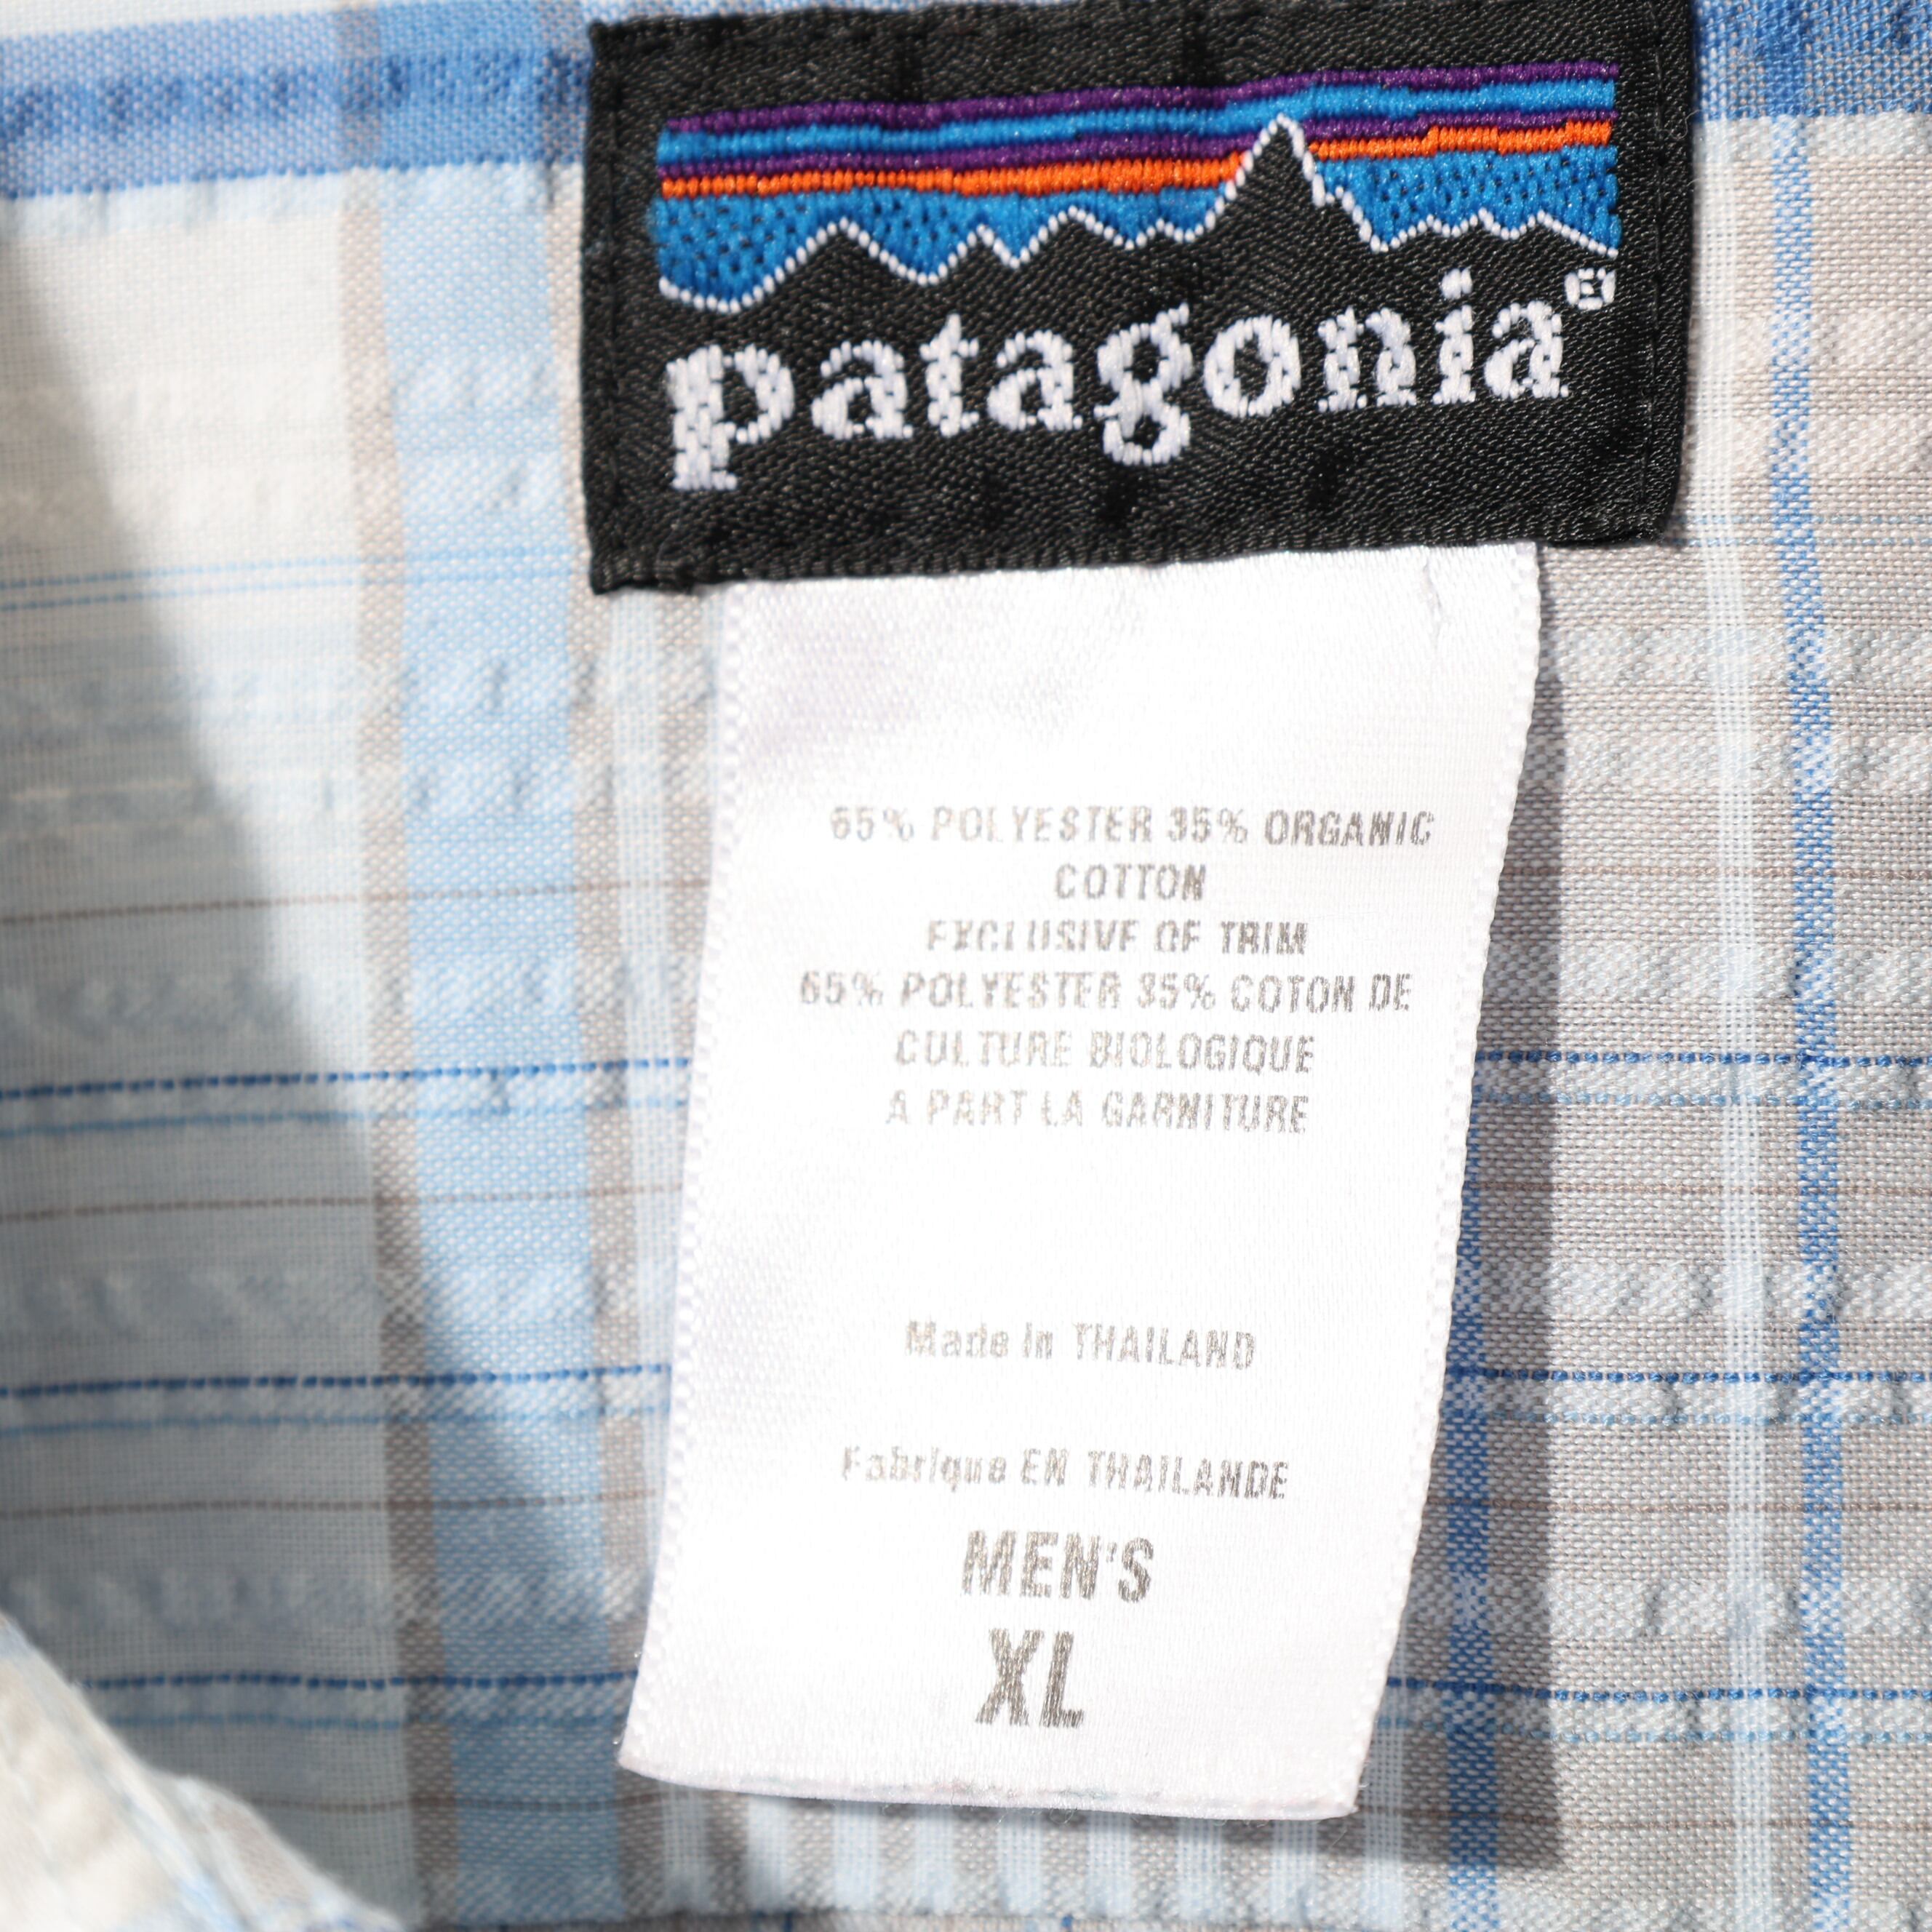 patagonia®
65% POLYESTER 35% ORGANIC
COTTON
EXCLUSIVE OF TRIM
65% POLYESTER 35% COTON DE
CULTURE BIOLOGIQUE
A PART LA GARNITURE
Made in THAILAND
Fabrique EN THAILANDE
MEN'S
XL